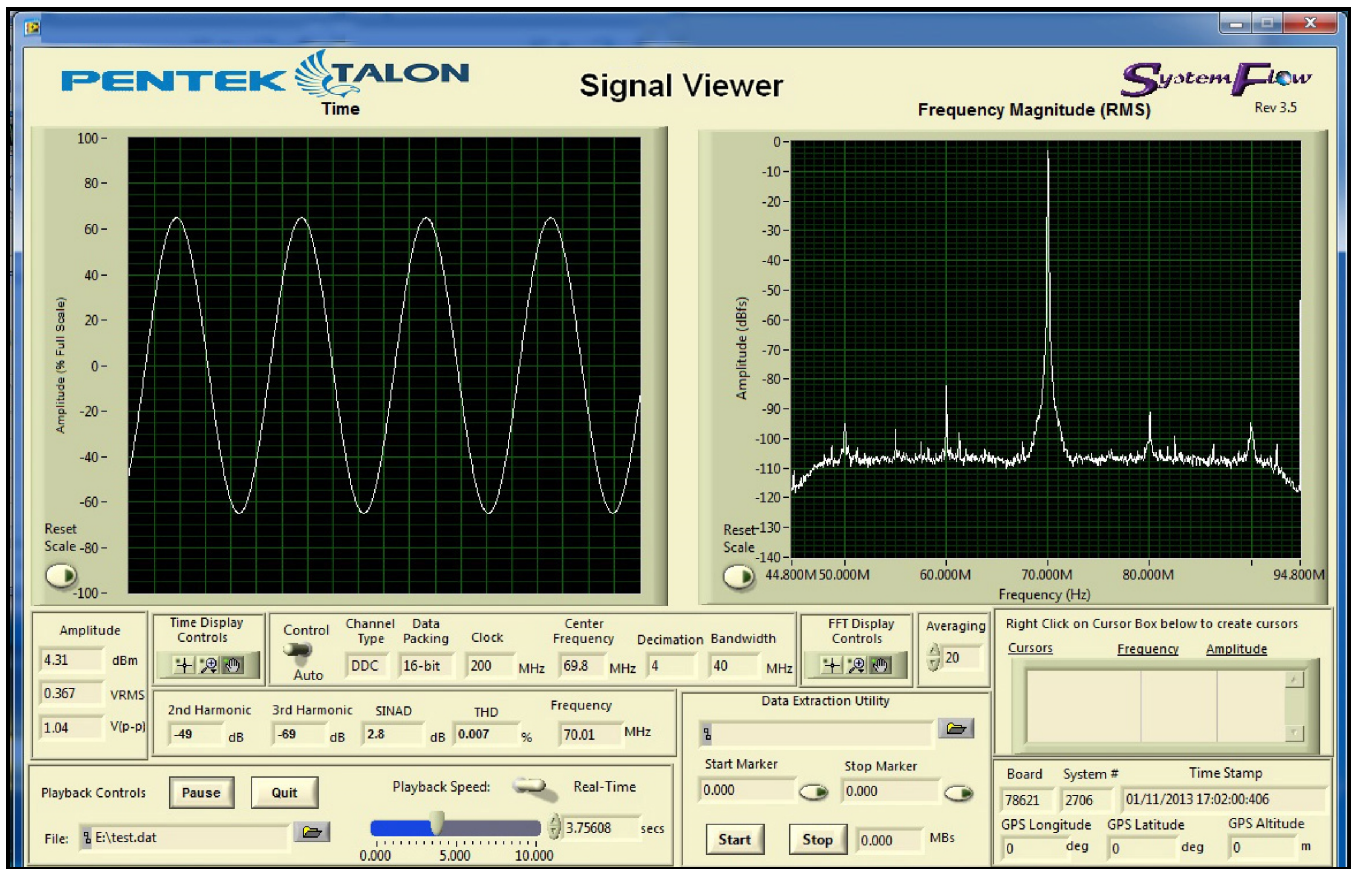 PENTEK TALON
Signal Viewer
SystemFlow
Rev 3.5
Time
Amplitude (% Full Scale)
100
80
60
40
20
0
-20
-40
-60
-80
-100
Reset
Scale
Frequency Magnitude (RMS)
Amplitude (dBfs)
0
-10
-20
-30
-40
-50
-60
-70
-80
-90
-100
-110
-120
-130
-140
Reset
Scale
44.800M 50.000M 60.000M 70.000M 80.000M 94.800M
Frequency (Hz)
Amplitude
4.31 dBm
0.367 VRMS
1.04 V(p-p)
Time Display
Controls
Control
Auto
Channel
Type
DDC
Data
Packing
16-bit
Clock
200 MHz
Center
Frequency
69.8 MHz
Decimation
4
Bandwidth
40 MHz
FFT Display
Controls
Averaging
20
Right Click on Cursor Box below to create cursors
Cursors Frequency Amplitude
2nd Harmonic
-49 dB
3rd Harmonic
-69 dB
SINAD
2.8 dB
THD
0.007 %
Frequency
70.01 MHz
Data Extraction Utility
Start Marker
0.000
Stop Marker
0.000
Start Stop 0.000 MBs
Playback Controls Pause Quit
Playback Speed: Real-Time
File: E:\test.dat
0.000 5.000 10.000
3.75608 secs
Board System # Time Stamp
78621 2706 01/11/2013 17:02:00:406
GPS Longitude GPS Latitude GPS Altitude
0 deg 0 deg 0 m